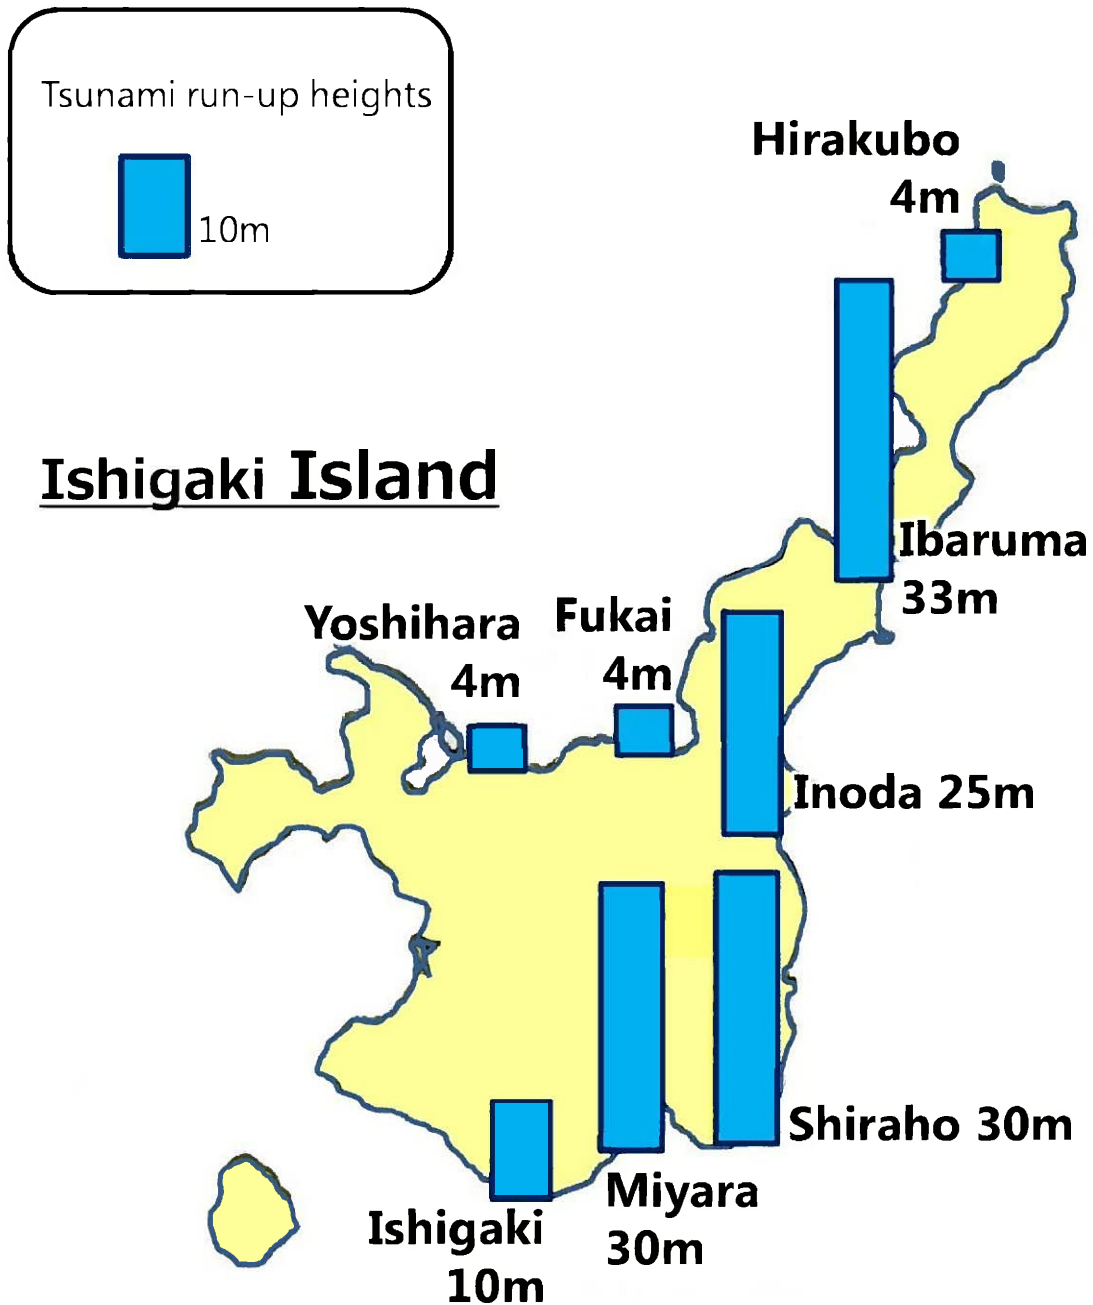 Tsunami run-up heights
10m
Hirakubo
4m
Ishigaki Island
Ibaruma
33m
Yoshihara
4m
Fukai
4m
Inoda 25m
Shiraho 30m
Miyara
30m
Ishigaki
10m